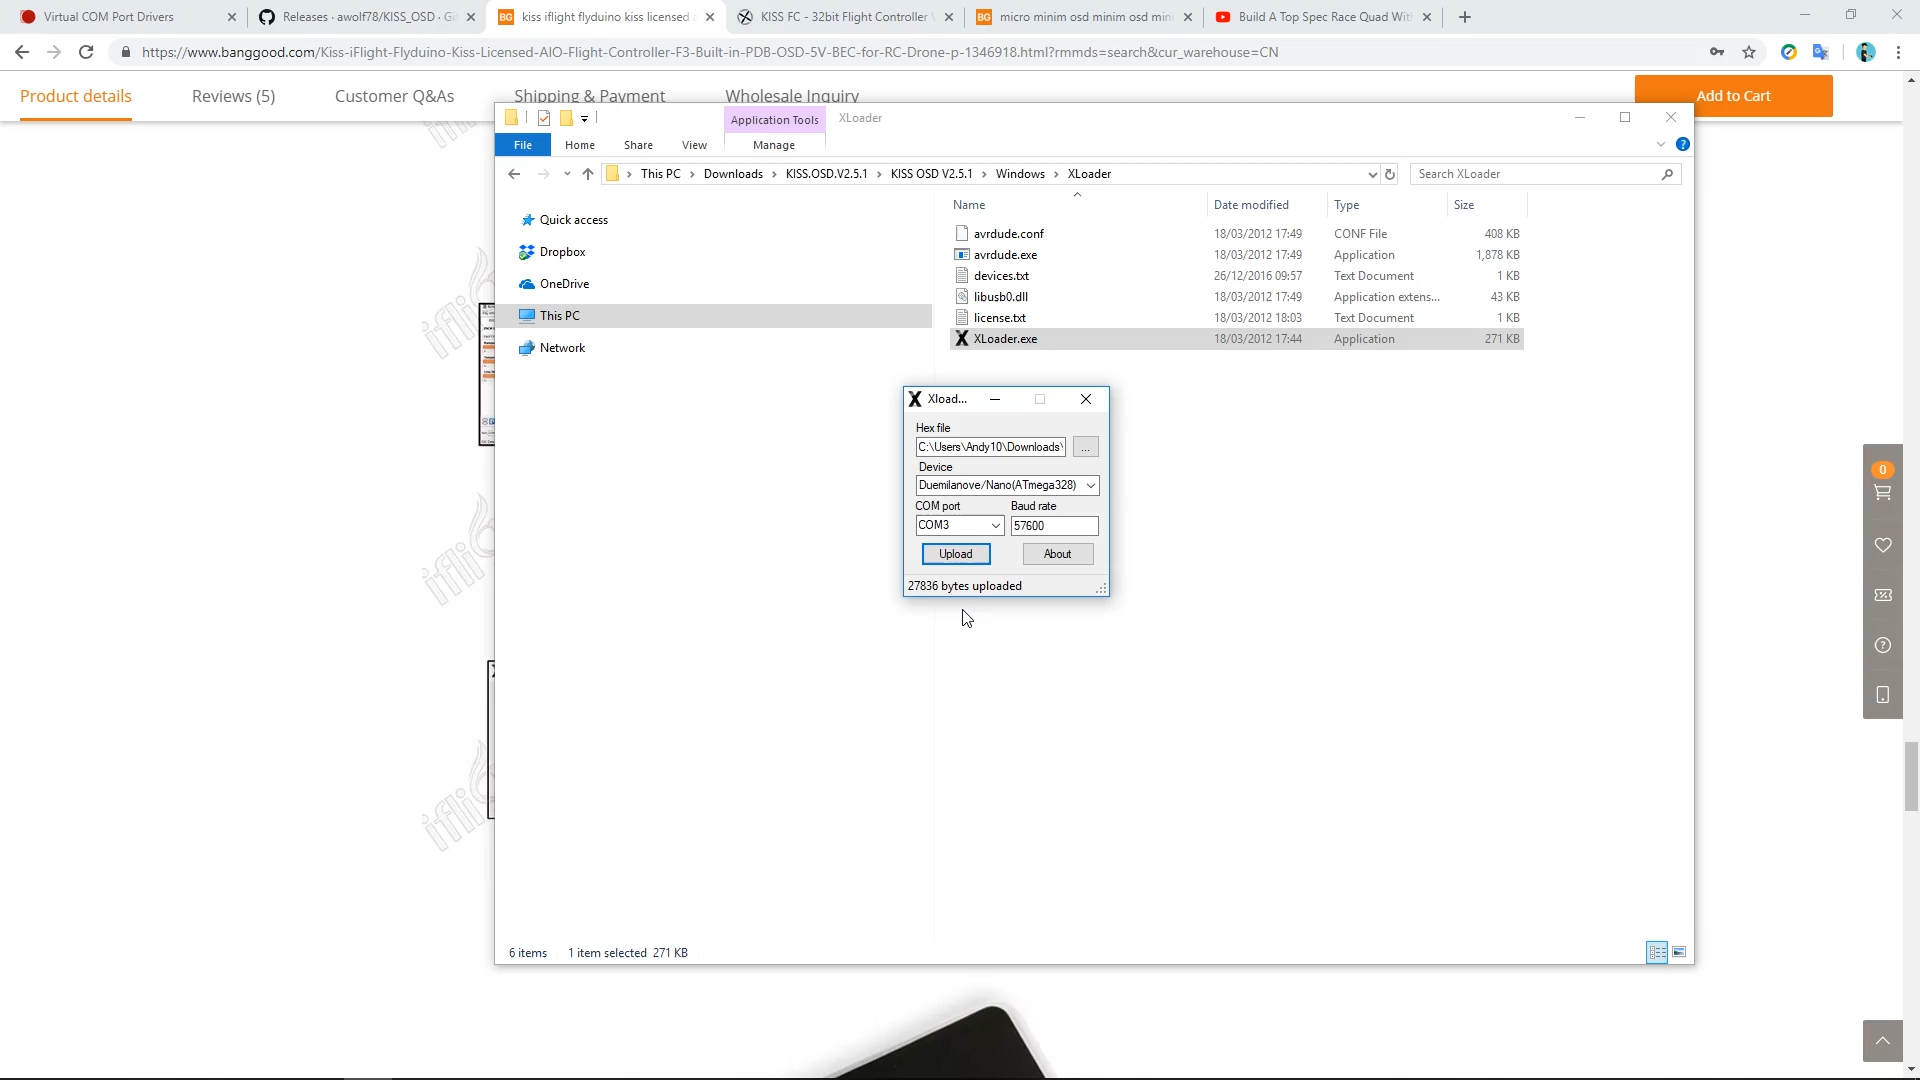 Virtual COM Port Drivers
Releases · awolf78/KISS_OSD · Gi
kiss iflight flyduino kiss licensed
KISS FC - 32bit Flight Controller
micro minim osd minim osd mini
Build A Top Spec Race Quad With
https://www.banggood.com/Kiss-iFlight-Flyduino-Kiss-Licensed-AIO-Flight-Controller-F3-Built-in-PDB-OSD-5V-BEC-for-RC-Drone-p-1346918.html?rmmds=search&cur_warehouse=CN
Product details
Reviews (5)
Customer Q&As
Shipping & Payment
Wholesale Inquiry
Add to Cart
Application Tools
XLoader
File
Home
Share
View
Manage
This PC > Downloads > KISS.OSD.V2.5.1 > KISS OSD V2.5.1 > Windows > XLoader
Search XLoader
Name Date modified Type Size
Quick access
Dropbox
OneDrive
This PC
Network
avrdude.conf 18/03/2012 17:49 CONF File 408 KB
avrdude.exe 18/03/2012 17:49 Application 1,878 KB
devices.txt 26/12/2016 09:57 Text Document 1 KB
libusb0.dll 18/03/2012 17:49 Application extens... 43 KB
license.txt 18/03/2012 18:03 Text Document 1 KB
XLoader.exe 18/03/2012 17:44 Application 271 KB
Xload...
Hex file
C:\Users\Andy10\Downloads\
...
Device
Duemilanove/Nano(ATmega328)
COM port Baud rate
COM3 57600
Upload About
27836 bytes uploaded
0
6 items 1 item selected 271 KB
ifli
ifli
ifli